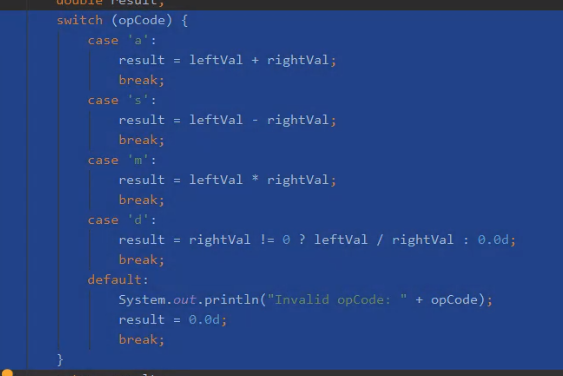 double result;
switch (opCode) {
    case 'a':
        result = leftVal + rightVal;
        break;
    case 's':
        result = leftVal - rightVal;
        break;
    case 'm':
        result = leftVal * rightVal;
        break;
    case 'd':
        result = rightVal != 0 ? leftVal / rightVal : 0.0d;
        break;
    default:
        System.out.println("Invalid opCode: " + opCode);
        result = 0.0d;
        break;
}